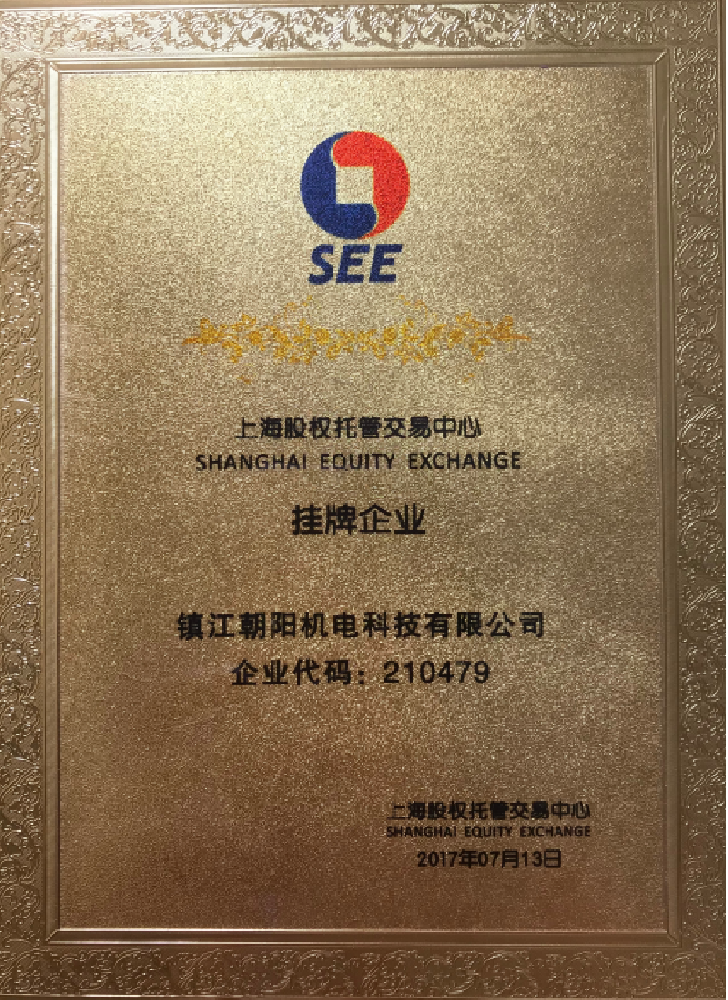 SEE
上海股权托管交易中心
SHANGHAI EQUITY EXCHANGE
挂牌企业
镇江朝阳机电科技有限公司
企业代码：210479
上海股权托管交易中心
SHANGHAI EQUITY EXCHANGE
2017年07月13日